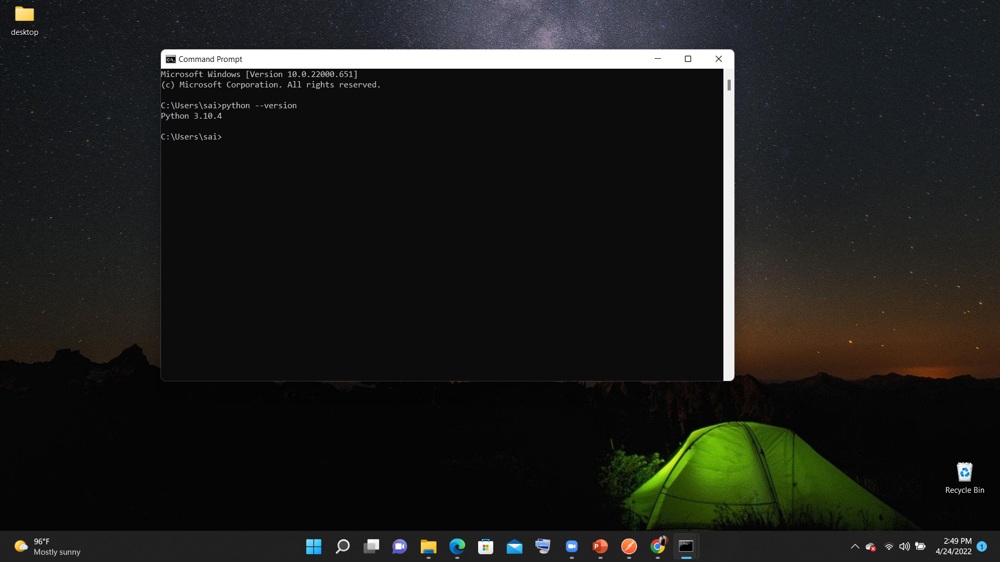 desktop
Command Prompt
Microsoft Windows [Version 10.0.22000.651]
(c) Microsoft Corporation. All rights reserved.
C:\Users\sai>python --version
Python 3.10.4
C:\Users\sai>
Recycle Bin
96°F
Mostly sunny
2:49 PM
4/24/2022
1